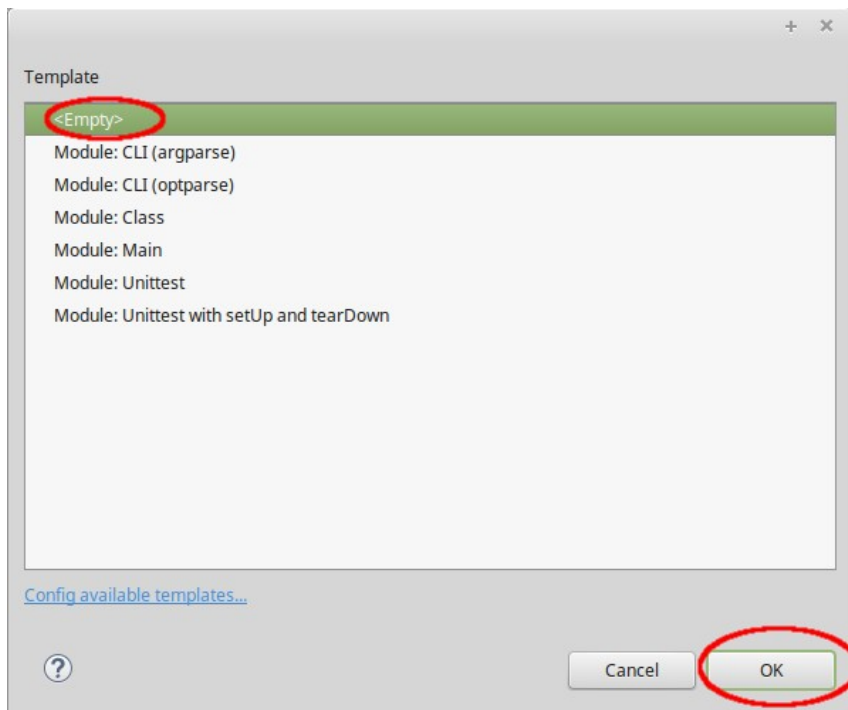 Template
<Empty>
Module: CLI (argparse)
Module: CLI (optparse)
Module: Class
Module: Main
Module: Unittest
Module: Unittest with setUp and tearDown
Config available templates...
?
Cancel
OK